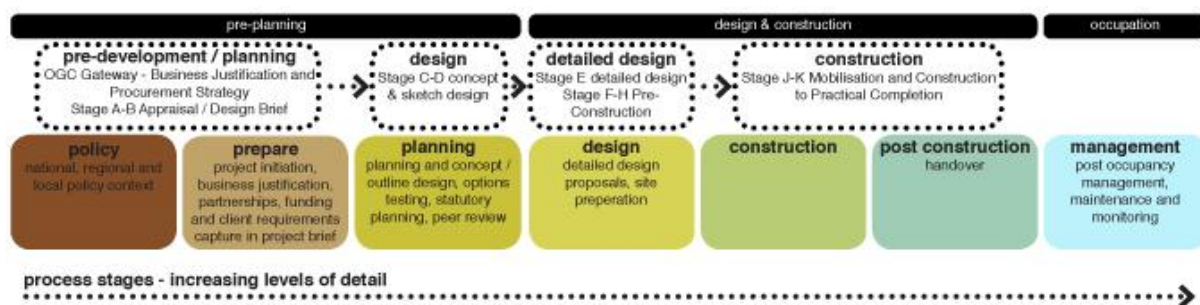 pre-planning
design & construction
occupation
pre-development / planning
OGC Gateway - Business Justification and
Procurement Strategy
Stage A-B Appraisal / Design Brief
design
Stage C-D concept
& sketch design
detailed design
Stage E detailed design
Stage F-H Pre-
Construction
construction
Stage J-K Mobilisation and Construction
to Practical Completion
policy
national, regional and
local policy context
prepare
project initiation,
business justification,
partnerships, funding
and client requirements
capture in project brief
planning
planning and concept /
outline design, options
testing, statutory
planning, peer review
design
detailed design
proposals, site
preperation
construction
post construction
handover
management
post occupancy
management,
maintenance and
monitoring
process stages - increasing levels of detail